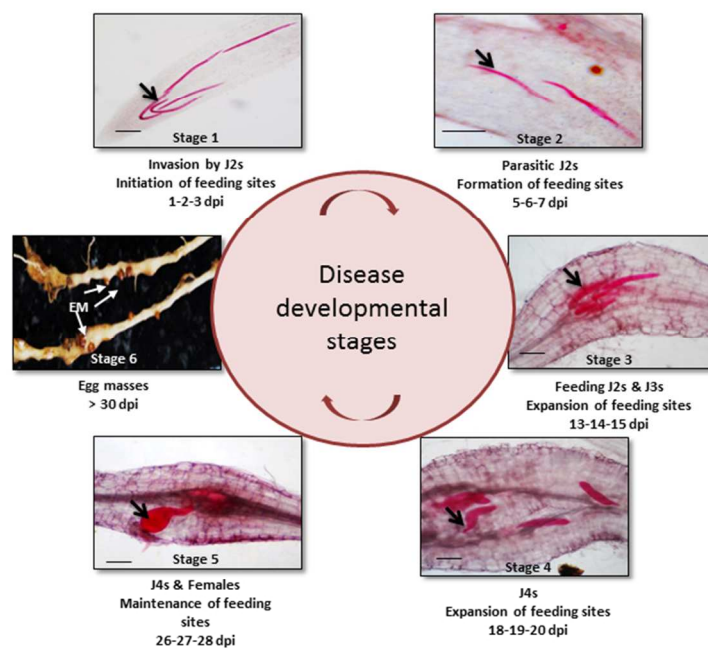 Stage 1
Invasion by J2s
Initiation of feeding sites
1-2-3 dpi
Stage 2
Parasitic J2s
Formation of feeding sites
5-6-7 dpi
Disease
developmental
stages
Stage 3
Feeding J2s & J3s
Expansion of feeding sites
13-14-15 dpi
Stage 4
J4s
Expansion of feeding sites
18-19-20 dpi
Stage 5
J4s & Females
Maintenance of feeding
sites
26-27-28 dpi
EM
Stage 6
Egg masses
> 30 dpi